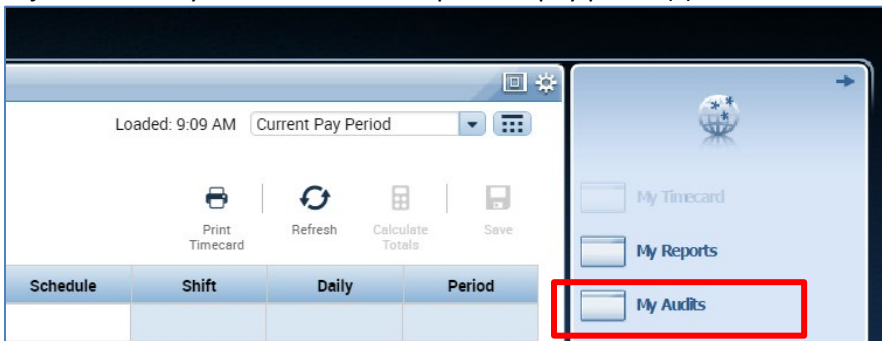 Loaded: 9:09 AM Current Pay Period
Print
Timecard
Refresh
Calculate
Totals
Save
Schedule Shift Daily Period
My Timecard
My Reports
My Audits